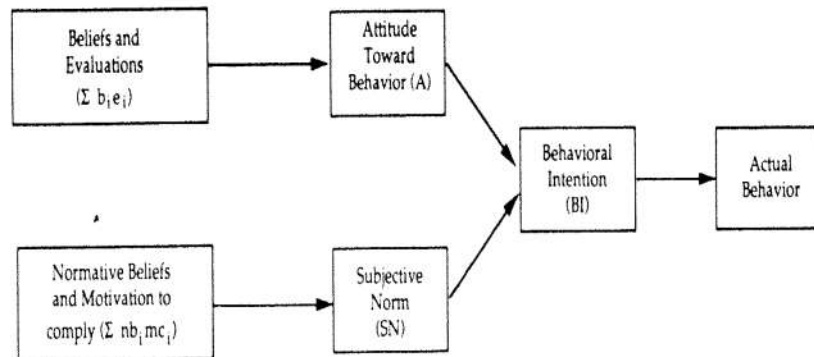 Beliefs and
Evaluations
(Σ bᵢeᵢ)
Attitude
Toward
Behavior (A)
Behavioral
Intention
(BI)
Actual
Behavior
Normative Beliefs
and Motivation to
comply (Σ nbᵢmcᵢ)
Subjective
Norm
(SN)